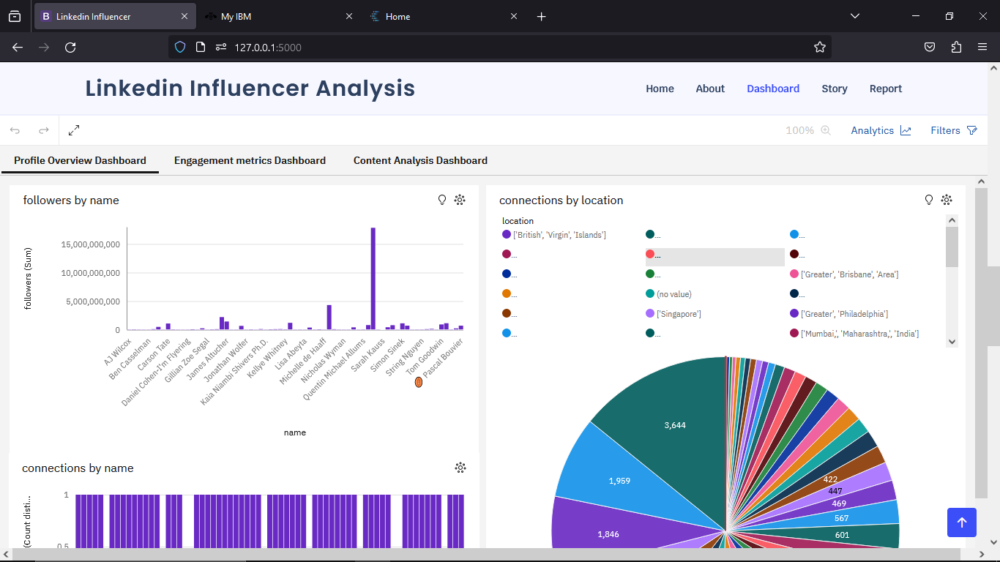 Linkedin Influencer
My IBM
Home
127.0.0.1:5000
Linkedin Influencer Analysis
Home About Dashboard Story Report
100% Analytics Filters
Profile Overview Dashboard Engagement metrics Dashboard Content Analysis Dashboard
followers by name
followers (Sum)
15,000,000,000
10,000,000,000
5,000,000,000
0
AJ Wilcox
Ben Casselman
Carson Tate
Daniel Cohen-I'm Flyering
Gillian Zoe Segal
James Altucher
Jonathan Wolfer
Kaia Niambi Shivers Ph.D.
Kellye Whitney
Lisa Abeyta
Michelle de Haaff
Nicholas Wyman
Quentin Michael Allums
Sarah Kauss
Simon Sinek
String Nguyen
Tom Goodwin
Pascal Bouvier
name
connections by name
(Count disti...
1
0.5
connections by location
location
['British', 'Virgin', 'Islands'] ... ...
... ... ...
... ... ['Greater', 'Brisbane', 'Area']
... (no value) ...
... ['Singapore'] ['Greater', 'Philadelphia']
... ... ['Mumbai,', 'Maharashtra,', 'India']
3,644
1,959
1,846
422
447
469
567
601